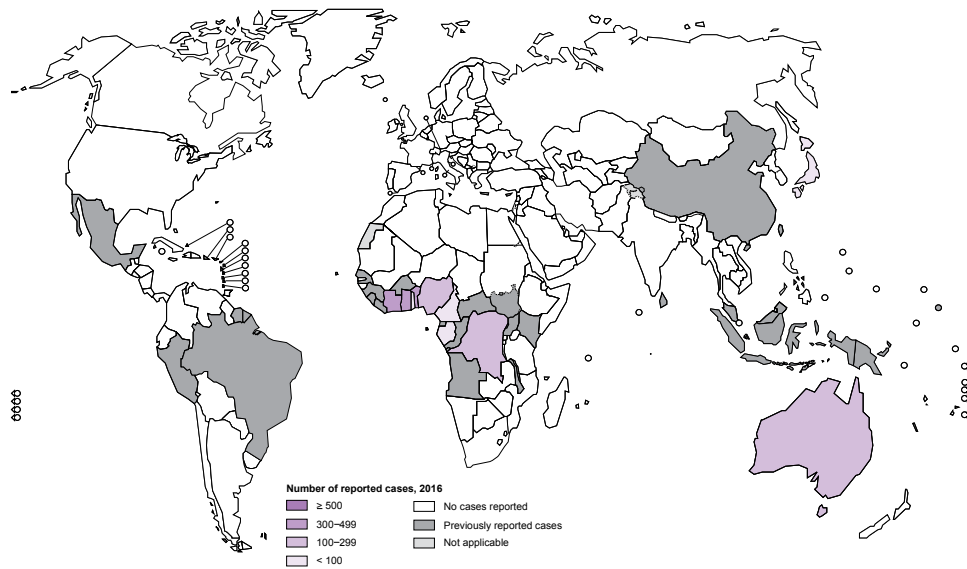 Number of reported cases, 2016
≥ 500
300–499
100–299
< 100
No cases reported
Previously reported cases
Not applicable